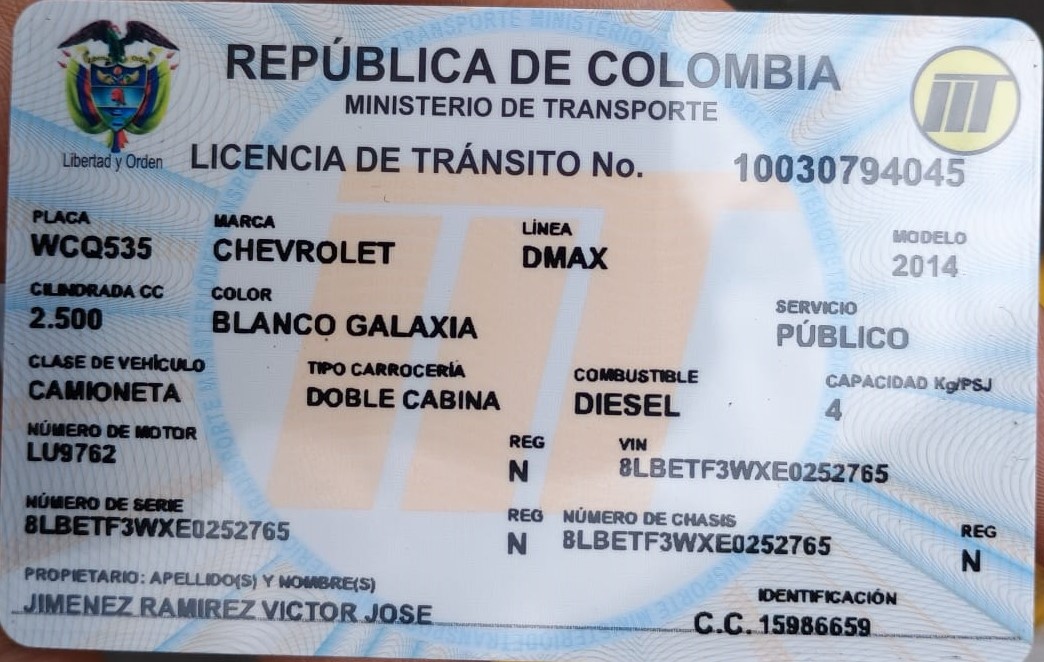 REPÚBLICA DE COLOMBIA
MINISTERIO DE TRANSPORTE
Libertad y Orden
LICENCIA DE TRÁNSITO No. 10030794045
PLACA MARCA LÍNEA MODELO
WCQ535 CHEVROLET DMAX 2014
CILINDRADA CC COLOR SERVICIO
2.500 BLANCO GALAXIA PÚBLICO
CLASE DE VEHÍCULO TIPO CARROCERÍA COMBUSTIBLE CAPACIDAD Kg/PSJ
CAMIONETA DOBLE CABINA DIESEL 4
NÚMERO DE MOTOR REG VIN
LU9762 N 8LBETF3WXE0252765
NÚMERO DE SERIE REG NÚMERO DE CHASIS REG
8LBETF3WXE0252765 N 8LBETF3WXE0252765 N
PROPIETARIO: APELLIDO(S) Y NOMBRE(S) IDENTIFICACIÓN
JIMENEZ RAMIREZ VICTOR JOSE C.C. 15986659